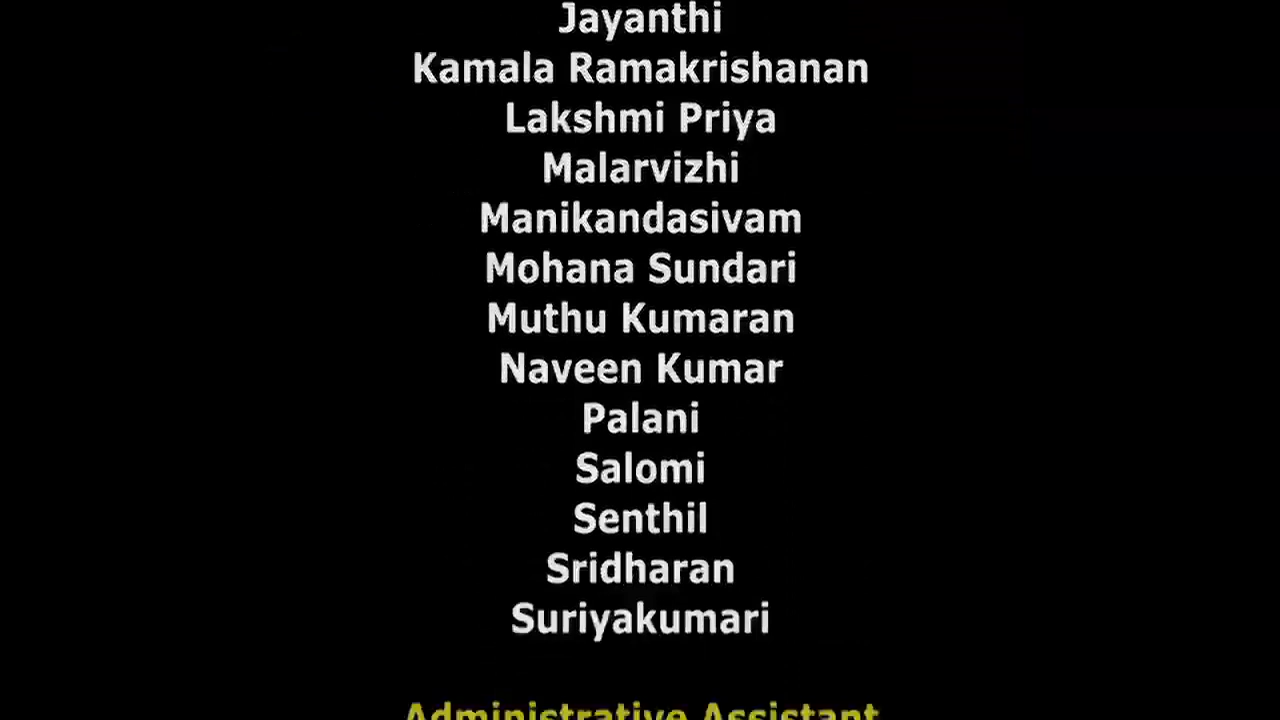 Jayanthi
Kamala Ramakrishanan
Lakshmi Priya
Malarvizhi
Manikandasivam
Mohana Sundari
Muthu Kumaran
Naveen Kumar
Palani
Salomi
Senthil
Sridharan
Suriyakumari
Administrative Assistant